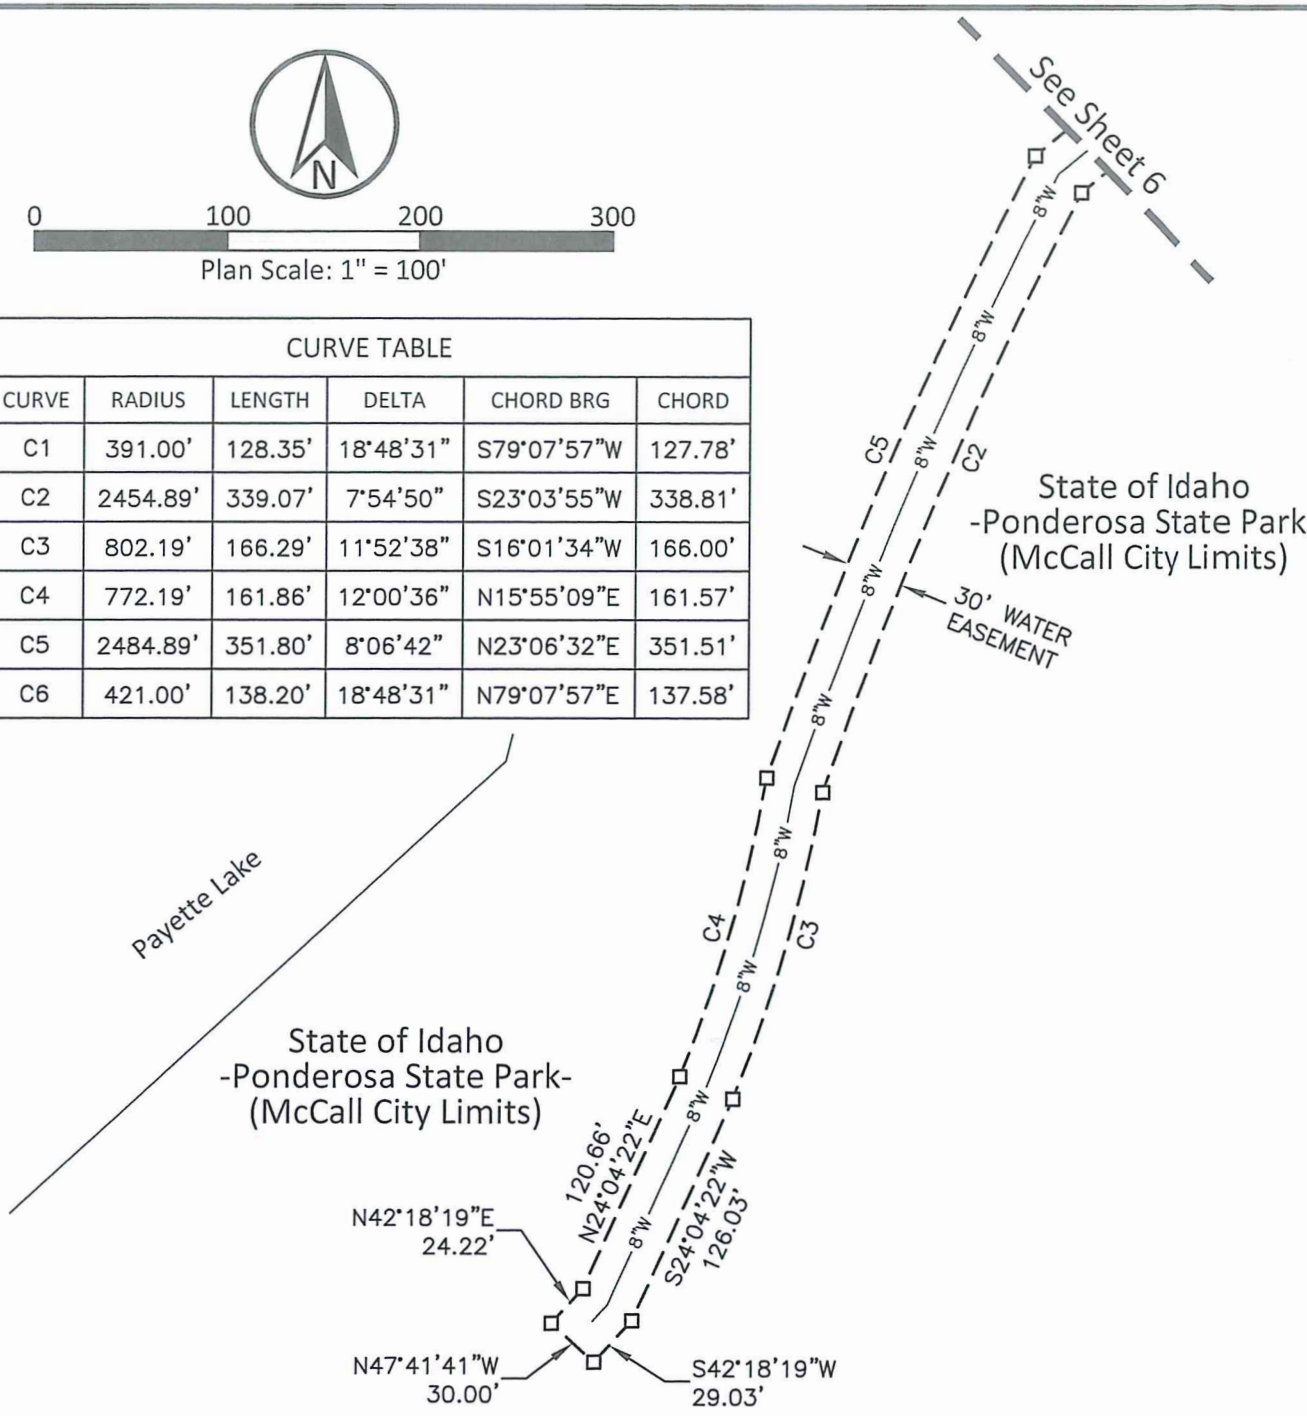 N
0 100 200 300
Plan Scale: 1" = 100'
CURVE TABLE
CURVE RADIUS LENGTH DELTA CHORD BRG CHORD
C1 391.00' 128.35' 18°48'31" S79°07'57"W 127.78'
C2 2454.89' 339.07' 7°54'50" S23°03'55"W 338.81'
C3 802.19' 166.29' 11°52'38" S16°01'34"W 166.00'
C4 772.19' 161.86' 12°00'36" N15°55'09"E 161.57'
C5 2484.89' 351.80' 8°06'42" N23°06'32"E 351.51'
C6 421.00' 138.20' 18°48'31" N79°07'57"E 137.58'
See Sheet 6
8"W
8"W
C5
8"W
C2
State of Idaho
-Ponderosa State Park
(McCall City Limits)
8"W
30' WATER
EASEMENT
8"W
8"W
Payette Lake
C4
C3
8"W
State of Idaho
-Ponderosa State Park-
(McCall City Limits)
8"W
120.66'
N24°04'22"E
S24°04'22"W
126.03'
8"W
N42°18'19"E
24.22'
N47°41'41"W
30.00'
S42°18'19"W
29.03'